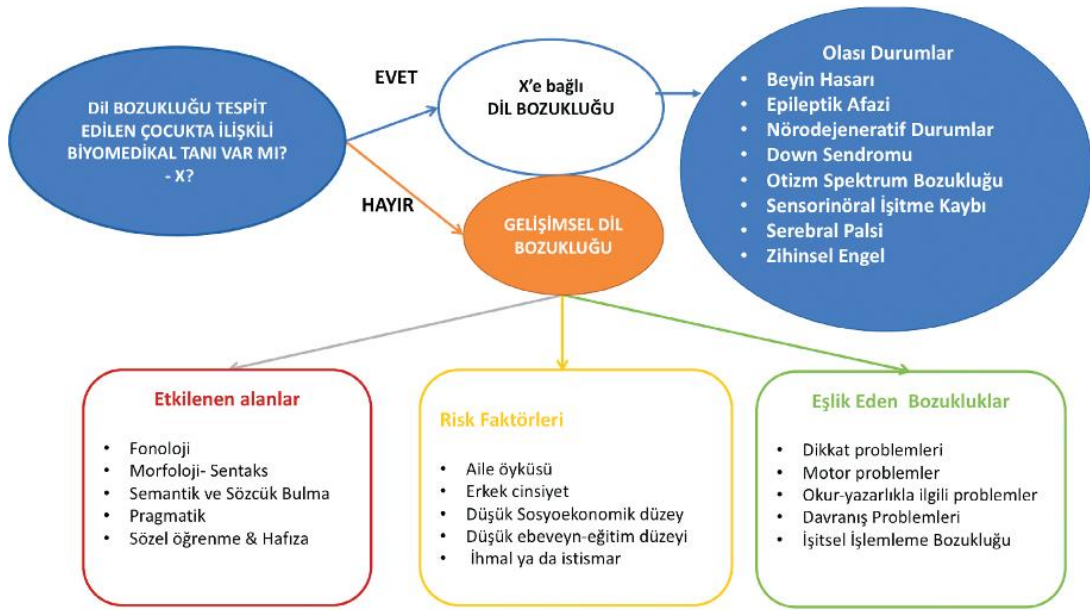 Dil BOZUKLUĞU TESPİT
EDİLEN ÇOCUKTA İLİŞKİLİ
BİYOMEDİKAL TANI VAR MI?
- X?
EVET
HAYIR
X'e bağlı
DİL BOZUKLUĞU
GELİŞİMSEL DİL
BOZUKLUĞU
Olası Durumlar
• Beyin Hasarı
• Epileptik Afazi
• Nörodejeneratif Durumlar
• Down Sendromu
• Otizm Spektrum Bozukluğu
• Sensorinöral İşitme Kaybı
• Serebral Palsi
• Zihinsel Engel
Etkilenen alanlar
• Fonoloji
• Morfoloji- Sentaks
• Semantik ve Sözcük Bulma
• Pragmatik
• Sözel öğrenme & Hafıza
Risk Faktörleri
• Aile öyküsü
• Erkek cinsiyet
• Düşük Sosyoekonomik düzey
• Düşük ebeveyn-eğitim düzeyi
• İhmal ya da istismar
Eşlik Eden Bozukluklar
• Dikkat problemleri
• Motor problemler
• Okur-yazarlıkla ilgili problemler
• Davranış Problemleri
• İşitsel İşlemleme Bozukluğu